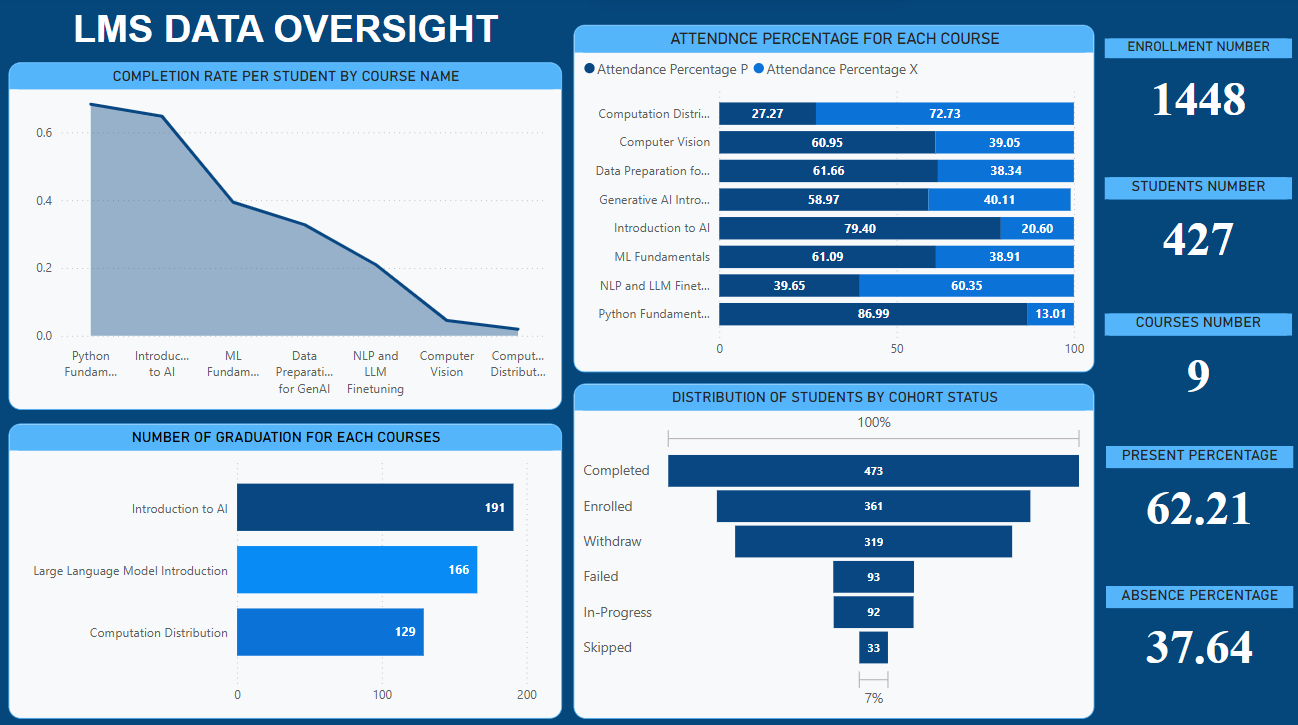 LMS DATA OVERSIGHT
COMPLETION RATE PER STUDENT BY COURSE NAME
0.6
0.4
0.2
0.0
Python
Fundam...
Introduc...
to AI
ML
Fundam...
Data
Preparati...
for GenAI
NLP and
LLM
Finetuning
Computer
Vision
Comput...
Distribut...
NUMBER OF GRADUATION FOR EACH COURSES
Introduction to AI 191
Large Language Model Introduction 166
Computation Distribution 129
0 100 200
ATTENDNCE PERCENTAGE FOR EACH COURSE
Attendance Percentage P Attendance Percentage X
Computation Distri... 27.27 72.73
Computer Vision 60.95 39.05
Data Preparation fo... 61.66 38.34
Generative AI Intro... 58.97 40.11
Introduction to AI 79.40 20.60
ML Fundamentals 61.09 38.91
NLP and LLM Finet... 39.65 60.35
Python Fundament... 86.99 13.01
0 50 100
DISTRIBUTION OF STUDENTS BY COHORT STATUS
100%
Completed 473
Enrolled 361
Withdraw 319
Failed 93
In-Progress 92
Skipped 33
7%
ENROLLMENT NUMBER
1448
STUDENTS NUMBER
427
COURSES NUMBER
9
PRESENT PERCENTAGE
62.21
ABSENCE PERCENTAGE
37.64